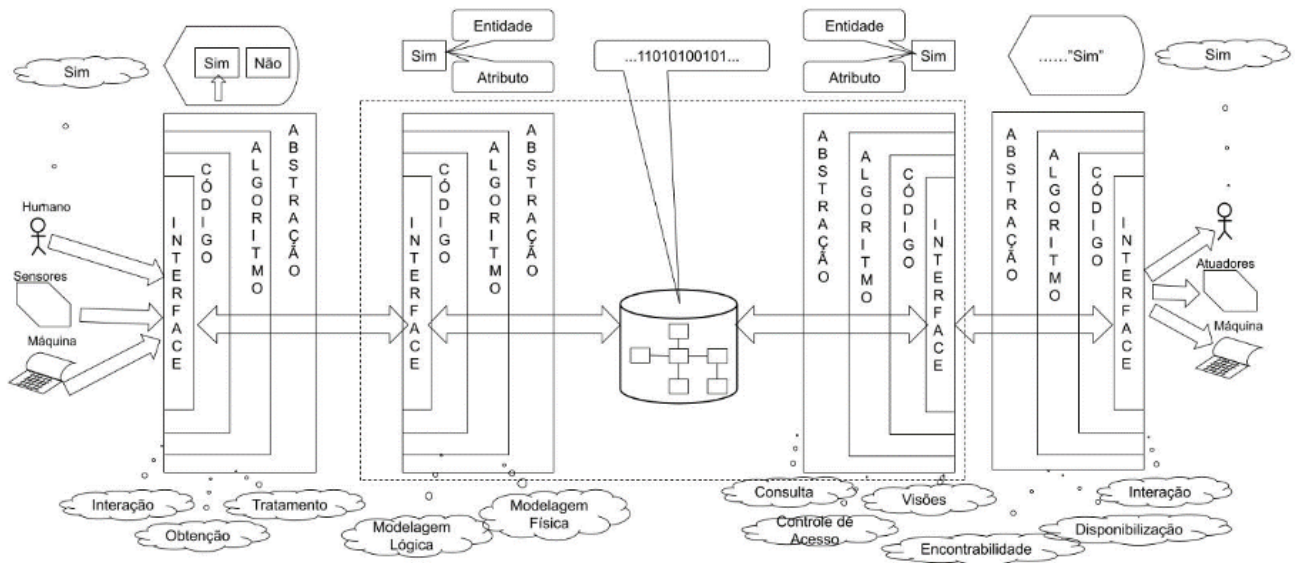 Sim
Sim
Não
Sim
Entidade
Atributo
...11010100101...
Entidade
Atributo
Sim
......"Sim"
Sim
Humano
Sensores
Máquina
INTERFACE
CÓDIGO
ALGORITMO
ABSTRAÇÃO
INTERFACE
CÓDIGO
ALGORITMO
ABSTRAÇÃO
ABSTRAÇÃO
ALGORITMO
CÓDIGO
INTERFACE
ABSTRAÇÃO
ALGORITMO
CÓDIGO
INTERFACE
Atuadores
Máquina
Interação
Obtenção
Tratamento
Modelagem
Lógica
Modelagem
Física
Consulta
Controle de
Acesso
Visões
Encontrabilidade
Disponibilização
Interação